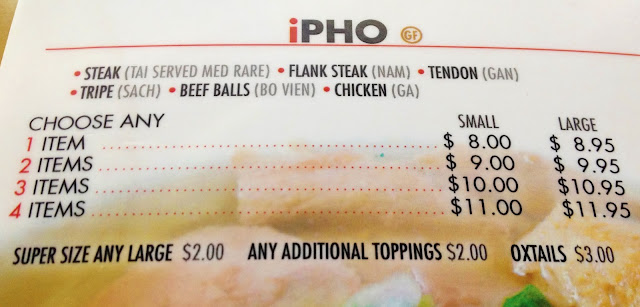 iPHO GF
• STEAK (TAI SERVED MED RARE) • FLANK STEAK (NAM) • TENDON (GAN)
• TRIPE (SACH) • BEEF BALLS (BO VIEN) • CHICKEN (GA)
CHOOSE ANY SMALL LARGE
1 ITEM $ 8.00 $ 8.95
2 ITEMS $ 9.00 $ 9.95
3 ITEMS $10.00 $10.95
4 ITEMS $11.00 $11.95
SUPER SIZE ANY LARGE $2.00 ANY ADDITIONAL TOPPINGS $2.00 OXTAILS $3.00